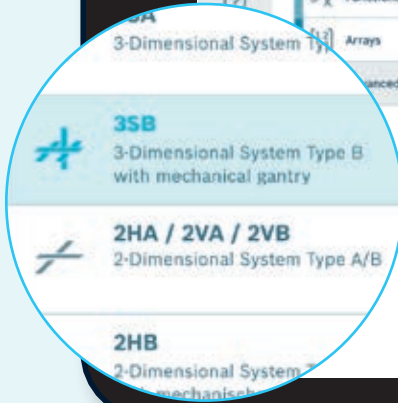 3-Dimensional System
Arrays
3SB
3-Dimensional System Type B
with mechanical gantry
2HA / 2VA / 2VB
2-Dimensional System Type A/B
2HB
2-Dimensional System